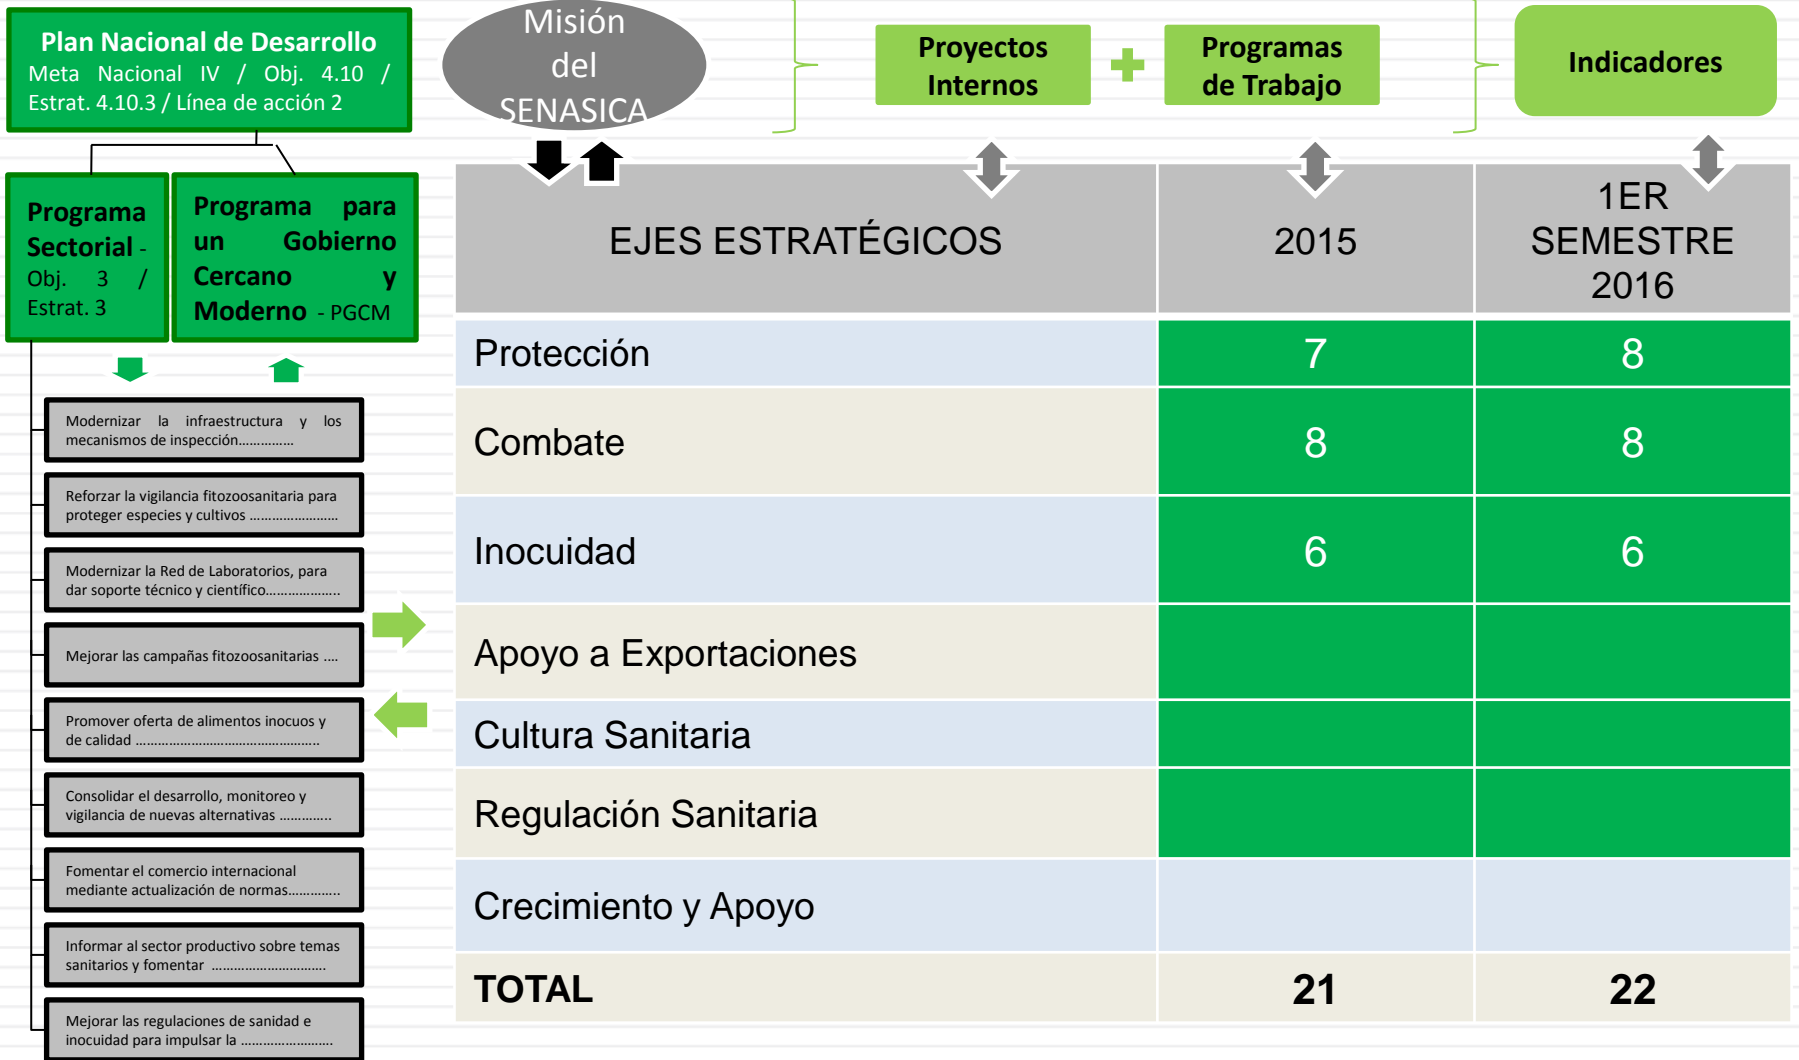 Plan Nacional de Desarrollo
Meta Nacional IV / Obj. 4.10 /
Estrat. 4.10.3 / Línea de acción 2
Programa
Sectorial -
Obj. 3 /
Estrat. 3
Programa para
un Gobierno
Cercano y
Moderno - PGCM
Modernizar la infraestructura y los
mecanismos de inspección……………
Reforzar la vigilancia fitozoosanitaria para
proteger especies y cultivos ……………………
Modernizar la Red de Laboratorios, para
dar soporte técnico y científico………………..
Mejorar las campañas fitozoosanitarias ….
Promover oferta de alimentos inocuos y
de calidad ………………………………………..
Consolidar el desarrollo, monitoreo y
vigilancia de nuevas alternativas …………..
Fomentar el comercio internacional
mediante actualización de normas…………..
Informar al sector productivo sobre temas
sanitarios y fomentar ………………………….
Mejorar las regulaciones de sanidad e
inocuidad para impulsar la …………………….
Misión
del
SENASICA
Proyectos
Internos
Programas
de Trabajo
Indicadores
EJES ESTRATÉGICOS
2015
1ER
SEMESTRE
2016
Protección 7 8
Combate 8 8
Inocuidad 6 6
Apoyo a Exportaciones
Cultura Sanitaria
Regulación Sanitaria
Crecimiento y Apoyo
TOTAL 21 22